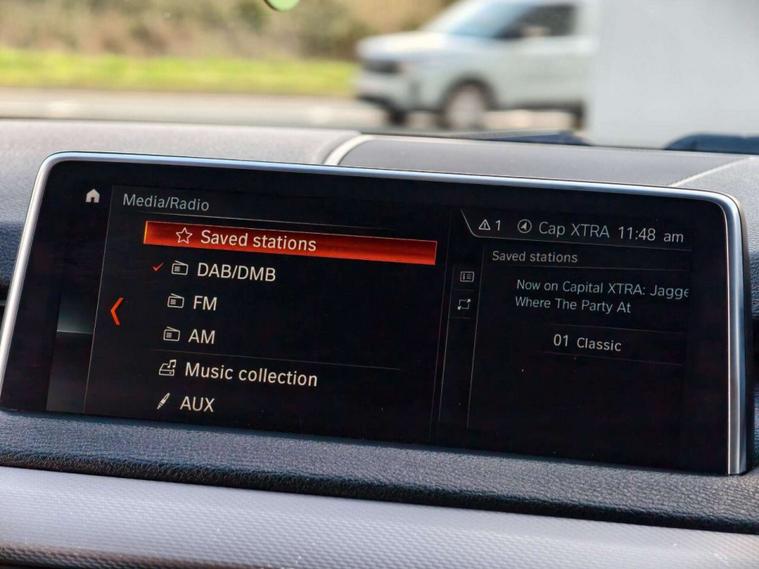 Media/Radio
Saved stations
DAB/DMB
FM
AM
Music collection
AUX
1 Cap XTRA 11:48 am
Saved stations
Now on Capital XTRA: Jagge
Where The Party At
01 Classic